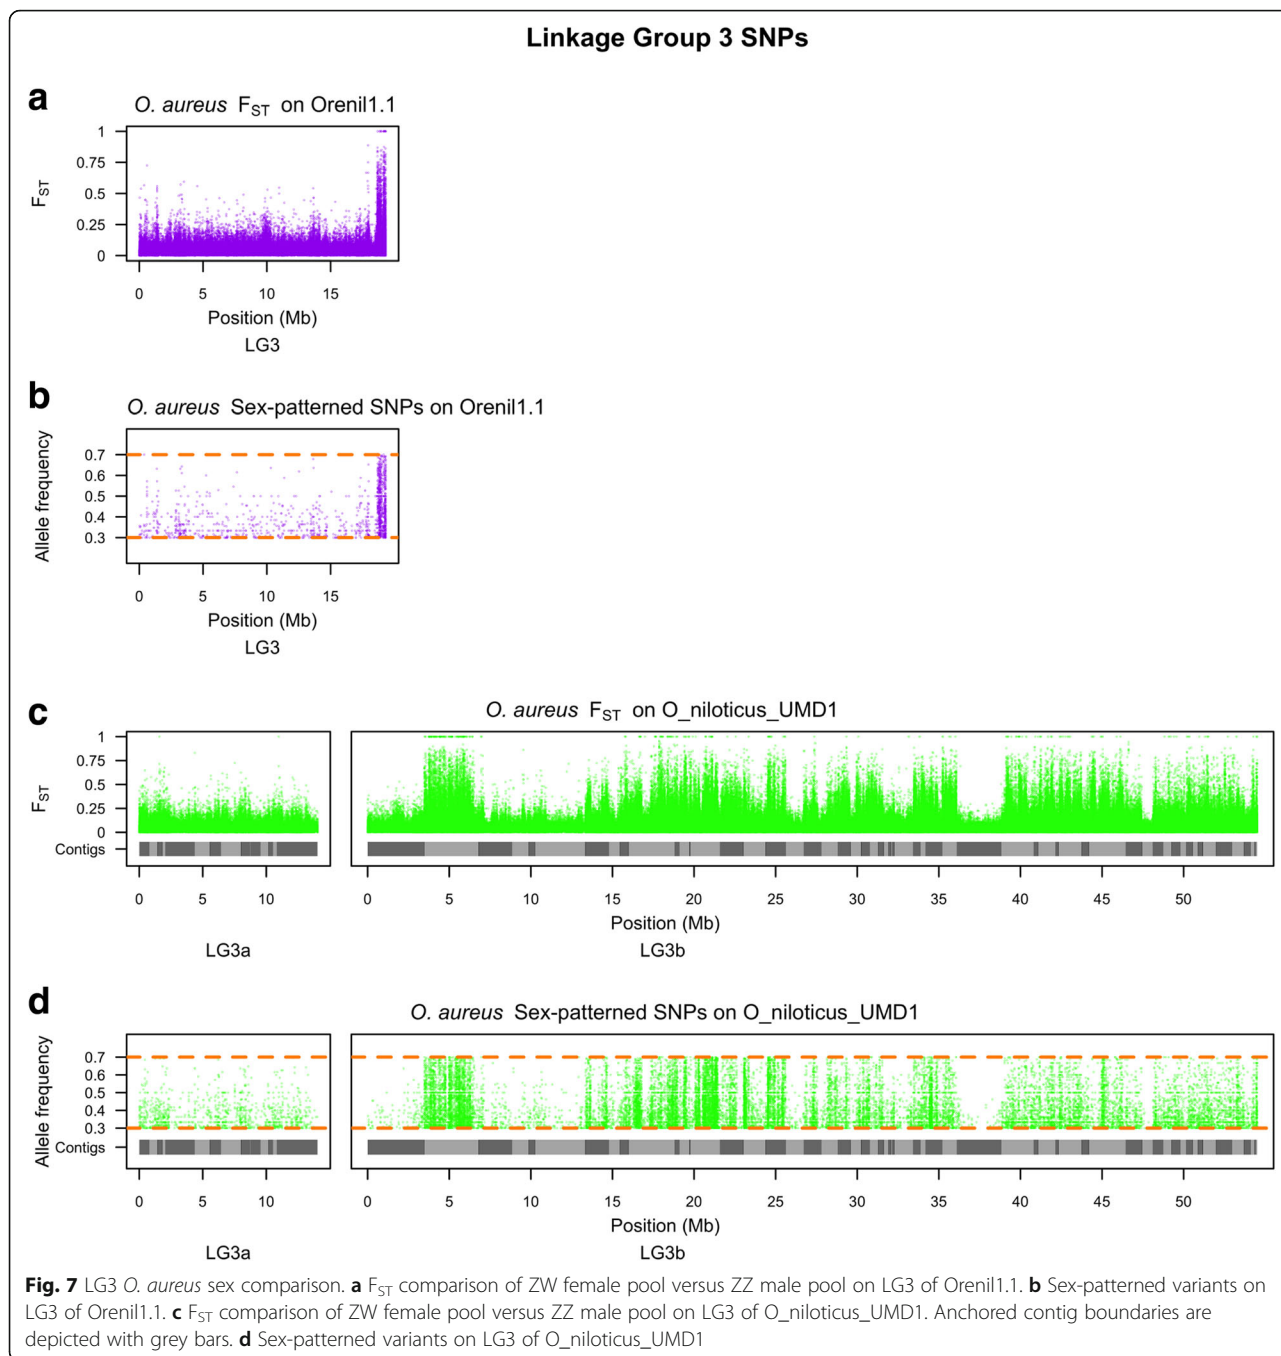 Linkage Group 3 SNPs
a
O. aureus FST on Orenil1.1
1
0.75
0.5
0.25
0
FST
0 5 10 15
Position (Mb)
LG3
b
O. aureus Sex-patterned SNPs on Orenil1.1
0.7
0.6
0.5
0.4
0.3
Allele frequency
0 5 10 15
Position (Mb)
LG3
c
O. aureus FST on O_niloticus_UMD1
1
0.75
0.5
0.25
0
FST
Contigs
0 5 10 0 5 10 15 20 25 30 35 40 45 50
Position (Mb)
LG3a LG3b
d
O. aureus Sex-patterned SNPs on O_niloticus_UMD1
0.7
0.6
0.5
0.4
0.3
Allele frequency
Contigs
0 5 10 0 5 10 15 20 25 30 35 40 45 50
Position (Mb)
LG3a LG3b
Fig. 7 LG3 O. aureus sex comparison. a FST comparison of ZW female pool versus ZZ male pool on LG3 of Orenil1.1. b Sex-patterned variants on
LG3 of Orenil1.1. c FST comparison of ZW female pool versus ZZ male pool on LG3 of O_niloticus_UMD1. Anchored contig boundaries are
depicted with grey bars. d Sex-patterned variants on LG3 of O_niloticus_UMD1